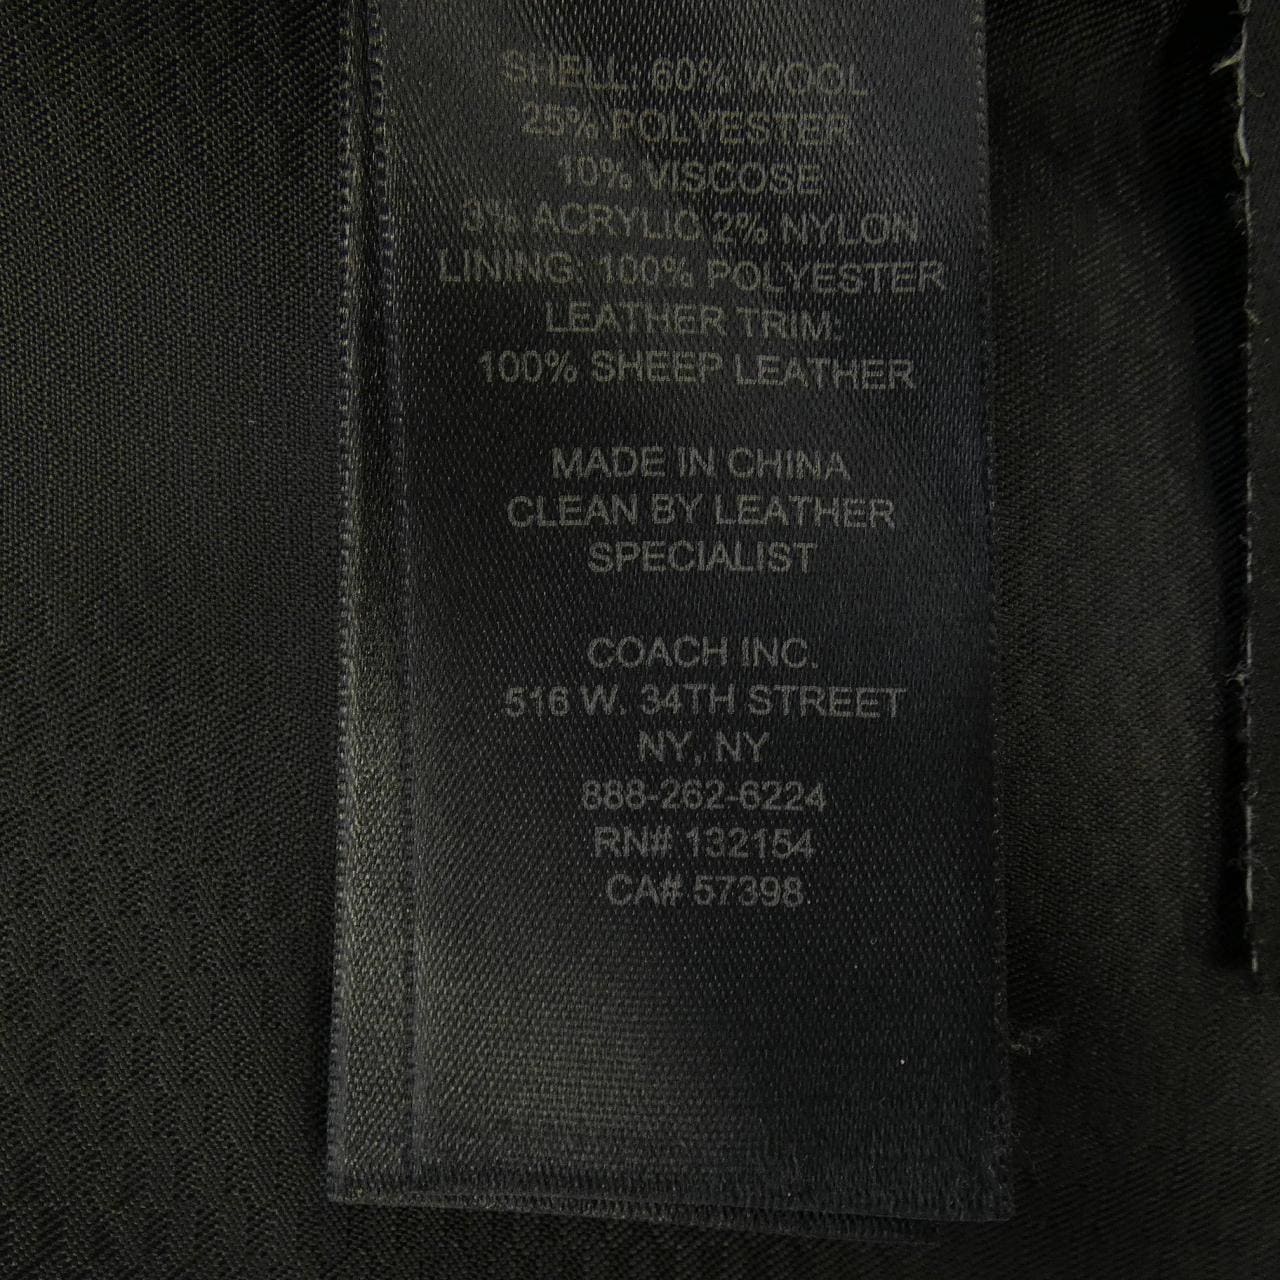 SHELL: 60% WOOL
25% POLYESTER
10% VISCOSE
3% ACRYLIC 2% NYLON
LINING: 100% POLYESTER
LEATHER TRIM:
100% SHEEP LEATHER
MADE IN CHINA
CLEAN BY LEATHER
SPECIALIST
COACH INC.
516 W. 34TH STREET
NY, NY
888-262-6224
RN# 132154
CA# 57398